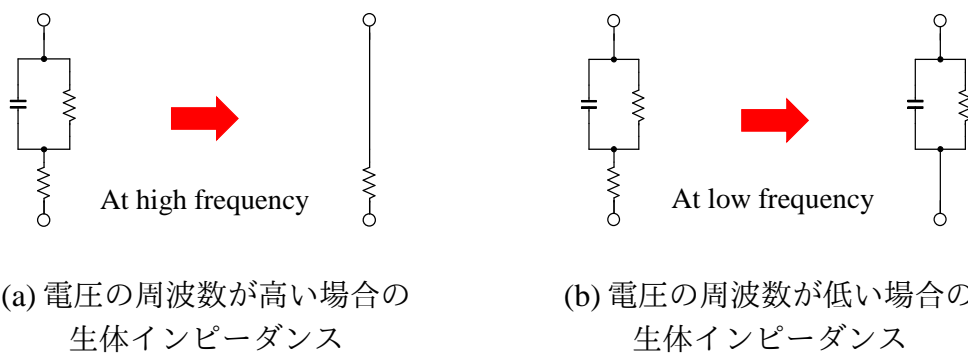 At high frequency
At low frequency
(a) 電圧の周波数が高い場合の
生体インピーダンス
(b) 電圧の周波数が低い場合の
生体インピーダンス